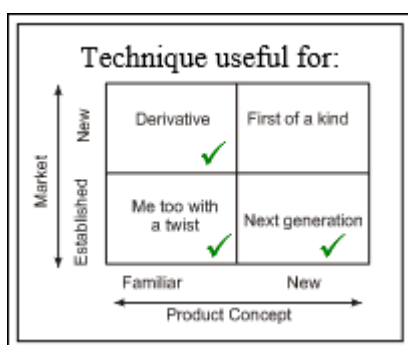 Technique useful for:
New
Derivative
First of a kind
Market
Established
Me too with
a twist
Next generation
Familiar
New
Product Concept